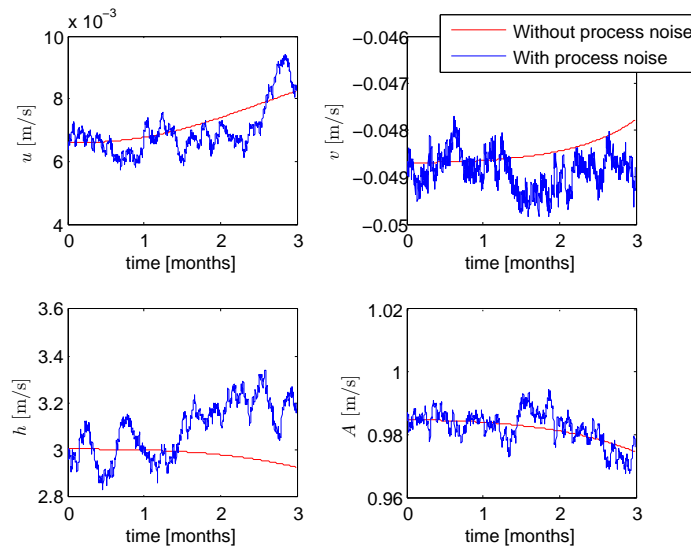 x 10⁻³
10
8
6
4
u [m/s]
0 1 2 3
time [months]
Without process noise
With process noise
−0.046
−0.047
−0.048
−0.049
−0.05
v [m/s]
0 1 2 3
time [months]
3.6
3.4
3.2
3
2.8
h [m/s]
0 1 2 3
time [months]
1.02
1
0.98
0.96
A [m/s]
0 1 2 3
time [months]